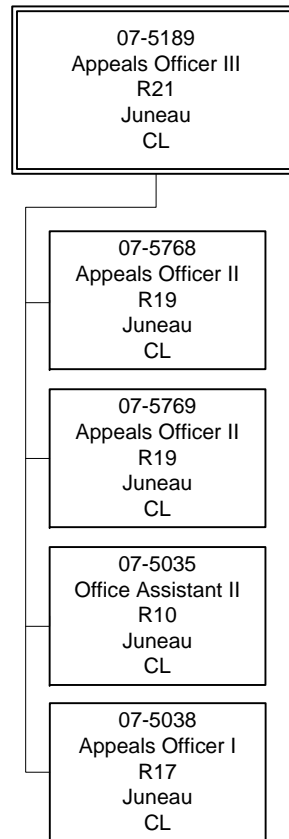 07-5189
Appeals Officer III
R21
Juneau
CL
07-5768
Appeals Officer II
R19
Juneau
CL
07-5769
Appeals Officer II
R19
Juneau
CL
07-5035
Office Assistant II
R10
Juneau
CL
07-5038
Appeals Officer I
R17
Juneau
CL